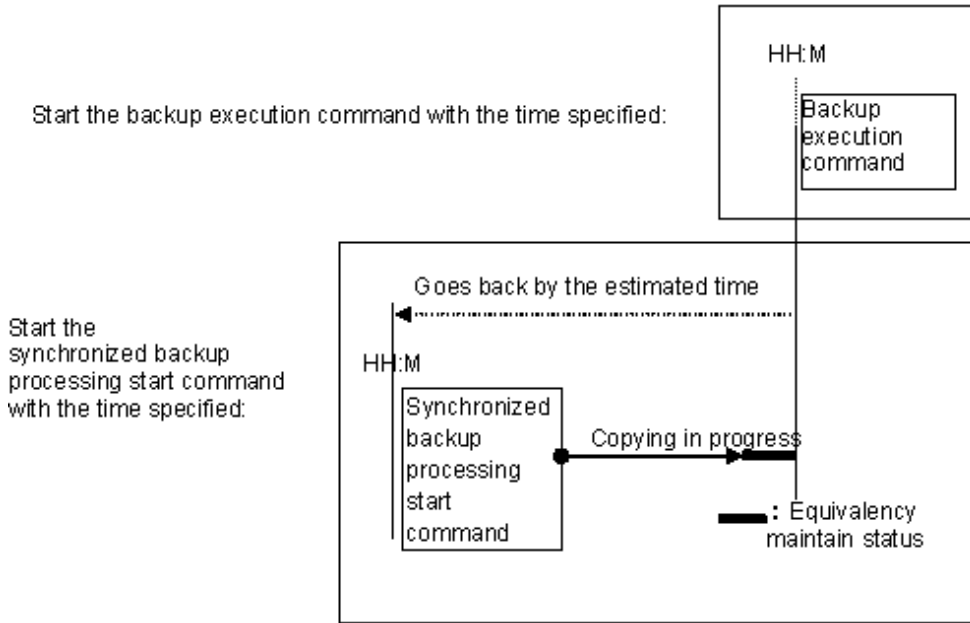 HH:M
Start the backup execution command with the time specified:
Backup
execution
command
Goes back by the estimated time
Start the
synchronized backup
processing start command
with the time specified:
HH:M
Synchronized
backup
processing
start
command
Copying in progress
: Equivalency
maintain status